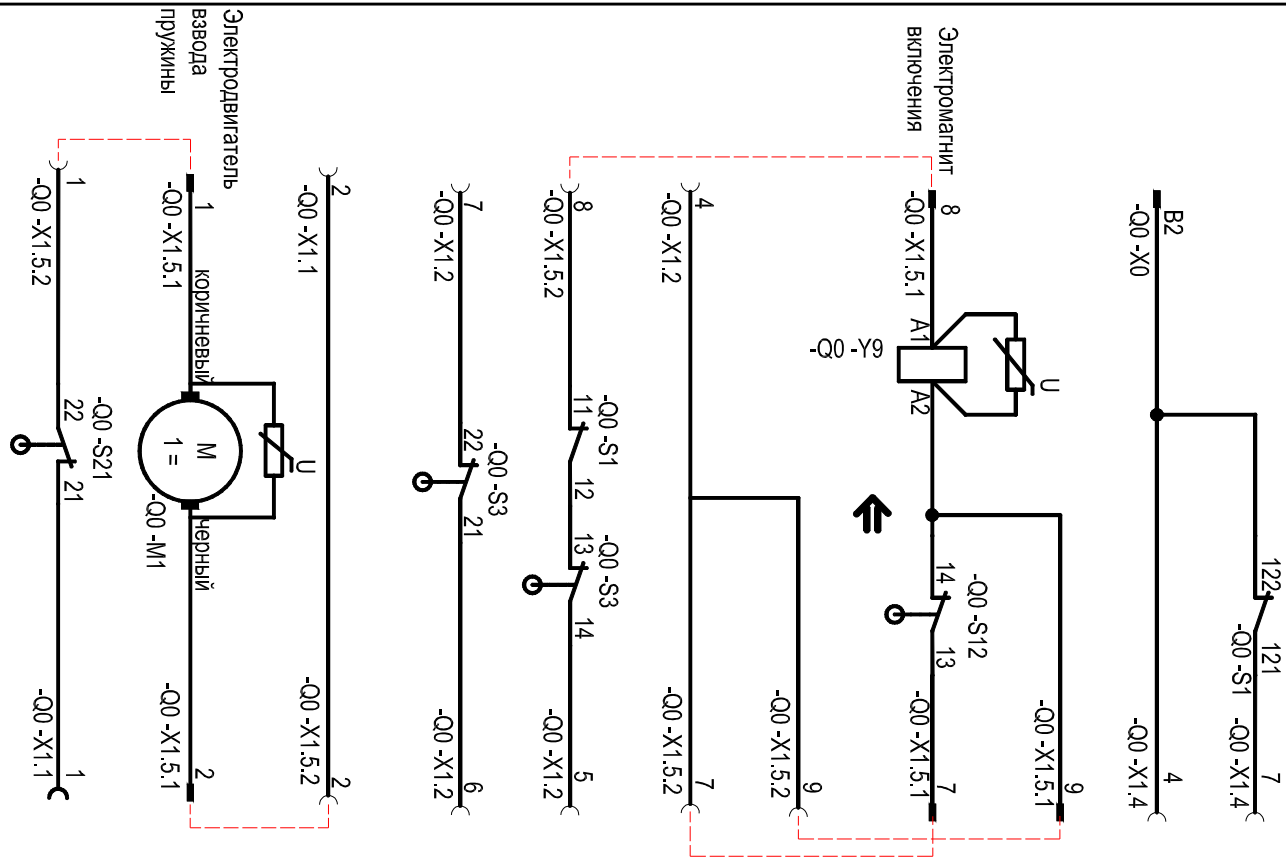 Электродвигатель
взвода
пружины
1
-Q0 -X1.5.2
22
-Q0 -S21
21
-Q0 -X1.1
1
1
-Q0 -X1.5.1
коричневый
M
1 =
U
-Q0 -M1
черный
-Q0 -X1.5.1
2
2
-Q0 -X1.1
-Q0 -X1.5.2
2
7
-Q0 -X1.2
22
-Q0 -S3
21
-Q0 -X1.2
6
8
-Q0 -X1.5.2
11
-Q0 -S1
12
13
-Q0 -S3
14
-Q0 -X1.2
5
4
-Q0 -X1.2
-Q0 -X1.5.2
7
-Q0 -X1.5.2
9
Электромагнит
включения
8
-Q0 -X1.5.1
A1
-Q0 -Y9
A2
U
14
-Q0 -S12
13
-Q0 -X1.5.1
7
-Q0 -X1.5.1
9
B2
-Q0 -X0
-Q0 -X1.4
4
122
121
-Q0 -S1
-Q0 -X1.4
7